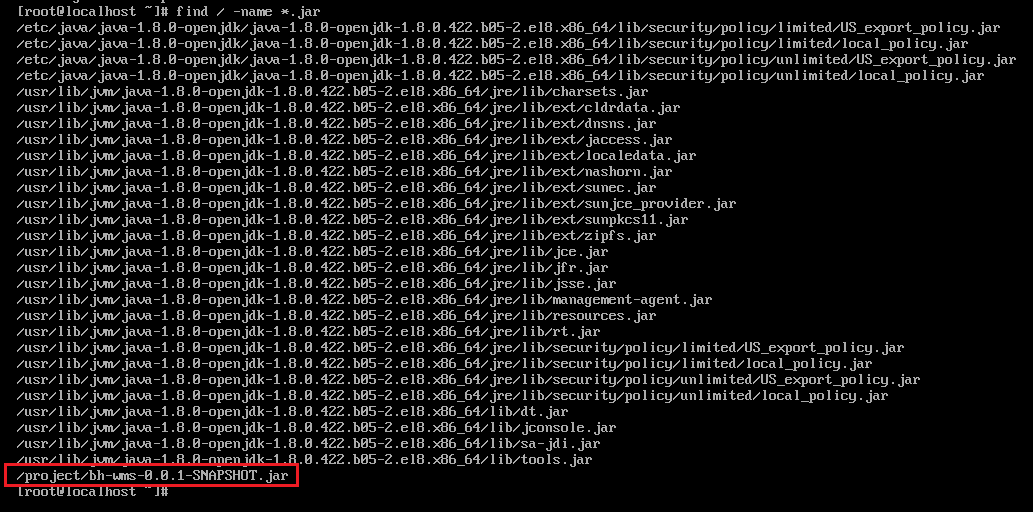 [root@localhost ~]# find / -name *.jar
/etc/java/java-1.8.0-openjdk/java-1.8.0-openjdk-1.8.0.422.b05-2.el8.x86_64/lib/security/policy/limited/US_export_policy.jar
/etc/java/java-1.8.0-openjdk/java-1.8.0-openjdk-1.8.0.422.b05-2.el8.x86_64/lib/security/policy/limited/local_policy.jar
/etc/java/java-1.8.0-openjdk/java-1.8.0-openjdk-1.8.0.422.b05-2.el8.x86_64/lib/security/policy/unlimited/US_export_policy.jar
/etc/java/java-1.8.0-openjdk/java-1.8.0-openjdk-1.8.0.422.b05-2.el8.x86_64/lib/security/policy/unlimited/local_policy.jar
/usr/lib/jvm/java-1.8.0-openjdk-1.8.0.422.b05-2.el8.x86_64/jre/lib/charsets.jar
/usr/lib/jvm/java-1.8.0-openjdk-1.8.0.422.b05-2.el8.x86_64/jre/lib/ext/cldrdata.jar
/usr/lib/jvm/java-1.8.0-openjdk-1.8.0.422.b05-2.el8.x86_64/jre/lib/ext/dnsns.jar
/usr/lib/jvm/java-1.8.0-openjdk-1.8.0.422.b05-2.el8.x86_64/jre/lib/ext/jaccess.jar
/usr/lib/jvm/java-1.8.0-openjdk-1.8.0.422.b05-2.el8.x86_64/jre/lib/ext/localedata.jar
/usr/lib/jvm/java-1.8.0-openjdk-1.8.0.422.b05-2.el8.x86_64/jre/lib/ext/nashorn.jar
/usr/lib/jvm/java-1.8.0-openjdk-1.8.0.422.b05-2.el8.x86_64/jre/lib/ext/sunec.jar
/usr/lib/jvm/java-1.8.0-openjdk-1.8.0.422.b05-2.el8.x86_64/jre/lib/ext/sunjce_provider.jar
/usr/lib/jvm/java-1.8.0-openjdk-1.8.0.422.b05-2.el8.x86_64/jre/lib/ext/sunpkcs11.jar
/usr/lib/jvm/java-1.8.0-openjdk-1.8.0.422.b05-2.el8.x86_64/jre/lib/ext/zipfs.jar
/usr/lib/jvm/java-1.8.0-openjdk-1.8.0.422.b05-2.el8.x86_64/jre/lib/jce.jar
/usr/lib/jvm/java-1.8.0-openjdk-1.8.0.422.b05-2.el8.x86_64/jre/lib/jfr.jar
/usr/lib/jvm/java-1.8.0-openjdk-1.8.0.422.b05-2.el8.x86_64/jre/lib/jsse.jar
/usr/lib/jvm/java-1.8.0-openjdk-1.8.0.422.b05-2.el8.x86_64/jre/lib/management-agent.jar
/usr/lib/jvm/java-1.8.0-openjdk-1.8.0.422.b05-2.el8.x86_64/jre/lib/resources.jar
/usr/lib/jvm/java-1.8.0-openjdk-1.8.0.422.b05-2.el8.x86_64/jre/lib/rt.jar
/usr/lib/jvm/java-1.8.0-openjdk-1.8.0.422.b05-2.el8.x86_64/jre/lib/security/policy/limited/US_export_policy.jar
/usr/lib/jvm/java-1.8.0-openjdk-1.8.0.422.b05-2.el8.x86_64/jre/lib/security/policy/limited/local_policy.jar
/usr/lib/jvm/java-1.8.0-openjdk-1.8.0.422.b05-2.el8.x86_64/jre/lib/security/policy/unlimited/US_export_policy.jar
/usr/lib/jvm/java-1.8.0-openjdk-1.8.0.422.b05-2.el8.x86_64/jre/lib/security/policy/unlimited/local_policy.jar
/usr/lib/jvm/java-1.8.0-openjdk-1.8.0.422.b05-2.el8.x86_64/lib/dt.jar
/usr/lib/jvm/java-1.8.0-openjdk-1.8.0.422.b05-2.el8.x86_64/lib/jconsole.jar
/usr/lib/jvm/java-1.8.0-openjdk-1.8.0.422.b05-2.el8.x86_64/lib/sa-jdi.jar
/usr/lib/jvm/java-1.8.0-openjdk-1.8.0.422.b05-2.el8.x86_64/lib/tools.jar
/project/bh-wms-0.0.1-SNAPSHOT.jar
[root@localhost ~]#